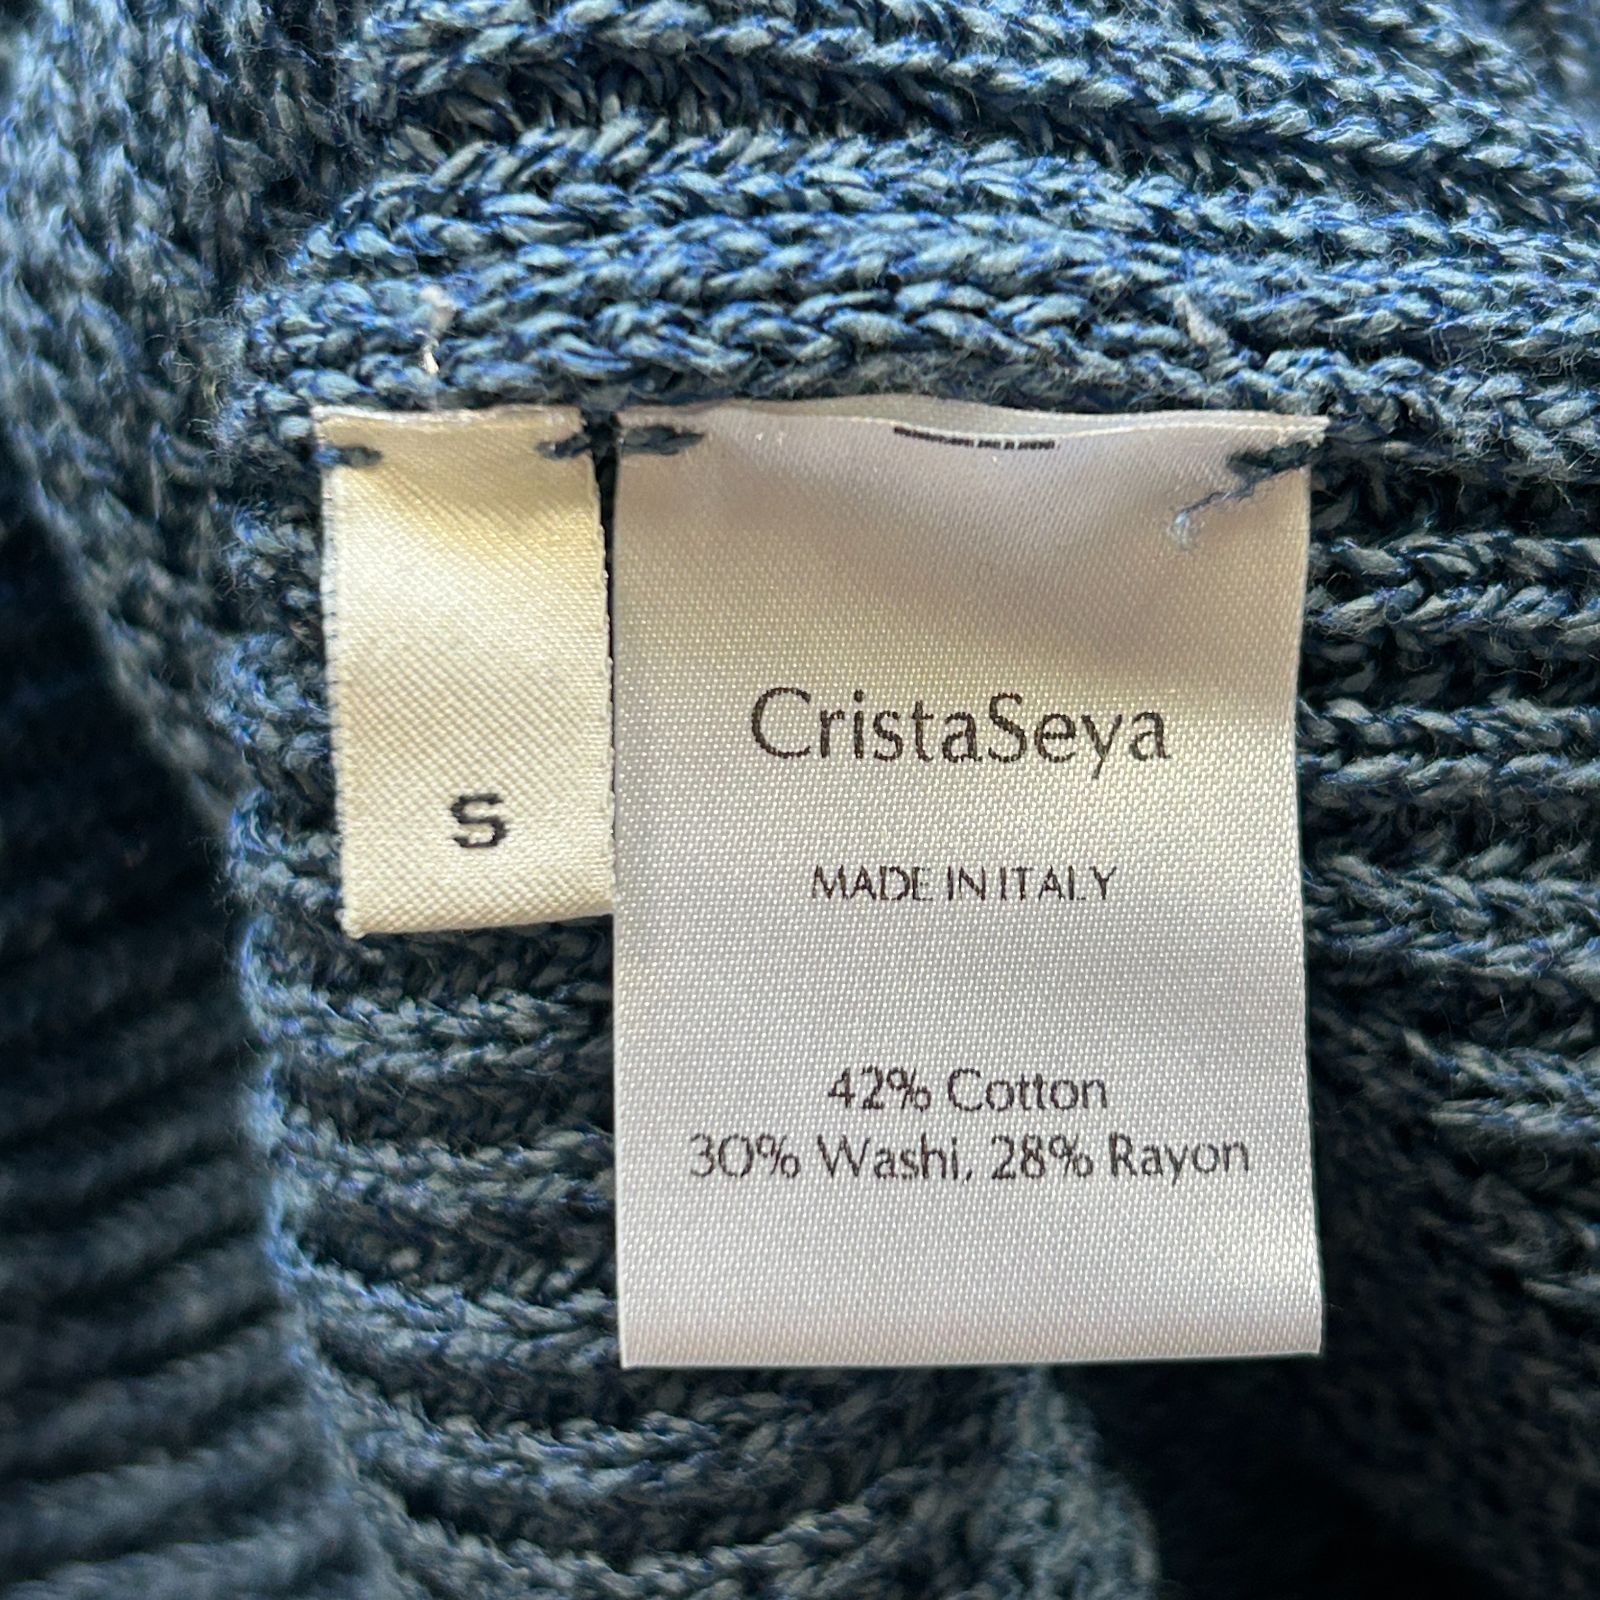 S
CristaSeya
MADE IN ITALY
42% Cotton
30% Washi, 28% Rayon